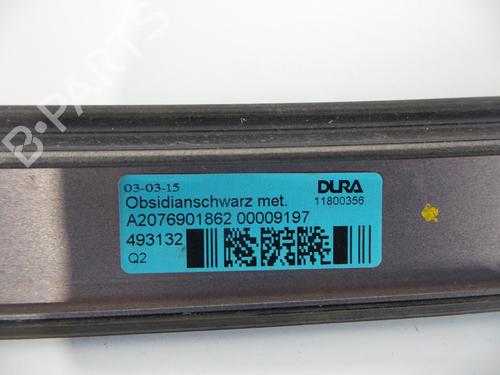 B-PARTS
03-03-15
DURA
Obsidianschwarz met.
11800356
A2076901862 00009197
493132
Q2